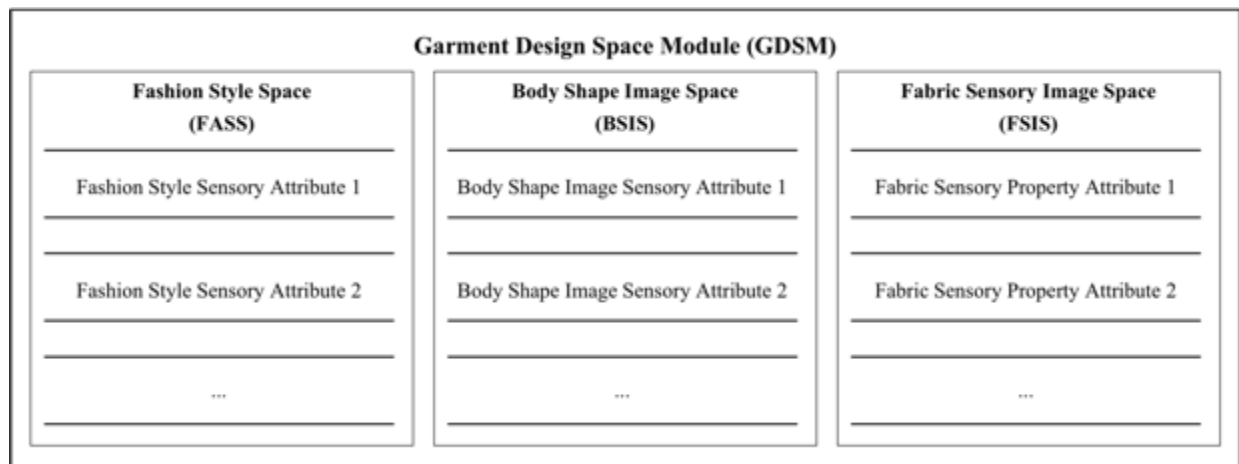 Garment Design Space Module (GDSM)
Fashion Style Space
(FASS)
Fashion Style Sensory Attribute 1
Fashion Style Sensory Attribute 2
...
Body Shape Image Space
(BSIS)
Body Shape Image Sensory Attribute 1
Body Shape Image Sensory Attribute 2
...
Fabric Sensory Image Space
(FSIS)
Fabric Sensory Property Attribute 1
Fabric Sensory Property Attribute 2
...